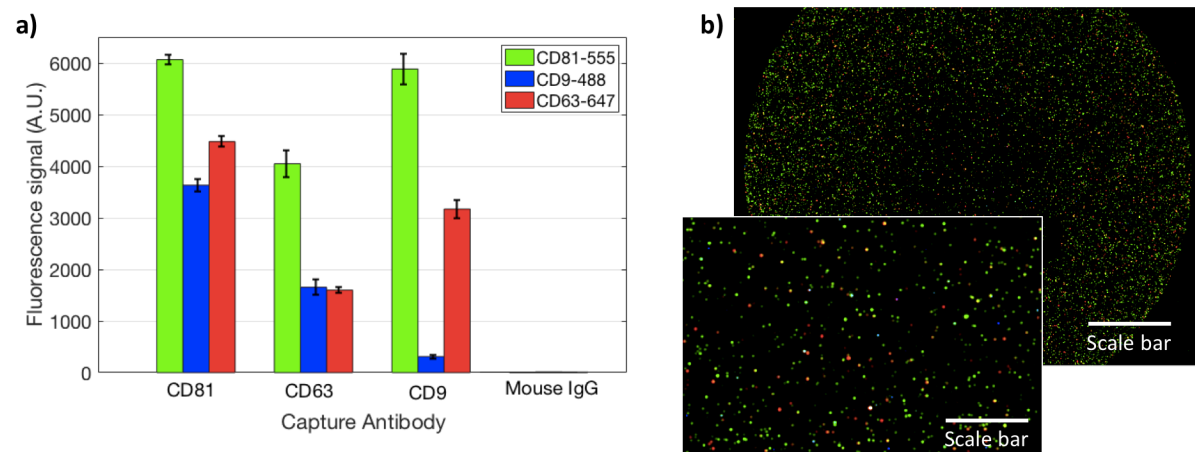 a)
Fluorescence signal (A.U.)
6000
5000
4000
3000
2000
1000
0
CD81-555
CD9-488
CD63-647
CD81
CD63
CD9
Mouse IgG
Capture Antibody
b)
Scale bar
Scale bar